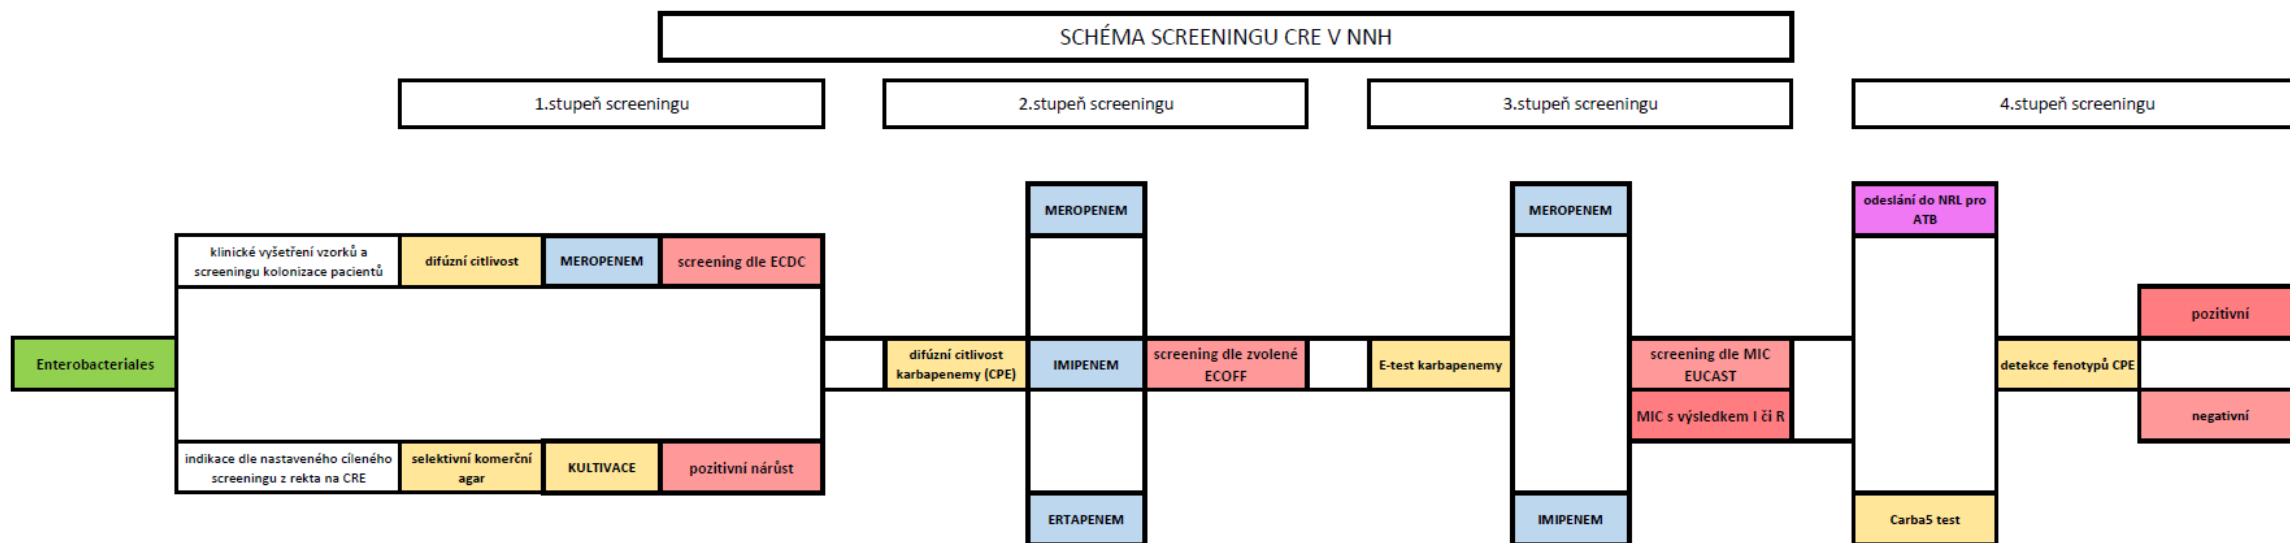 SCHÉMA SCREENINGU CRE V NNH
1.stupeň screeningu
2.stupeň screeningu
3.stupeň screeningu
4.stupeň screeningu
MEROPENEM
MEROPENEM
odeslání do NRL pro
ATB
klinické vyšetření vzorků a
screeningu kolonizace pacientů
difúzní citlivost
MEROPENEM
screening dle ECDC
pozitivní
Enterobacteriales
difúzní citlivost
karbapenemy (CPE)
IMIPENEM
screening dle zvolené
ECOFF
E-test karbapenemy
screening dle MIC
EUCAST
detekce fenotypů CPE
MIC s výsledkem I či R
negativní
indikace dle nastaveného cíleného
screeningu z rekta na CRE
selektivní komerční
agar
KULTIVACE
pozitivní nárůst
ERTAPENEM
IMIPENEM
Carba5 test